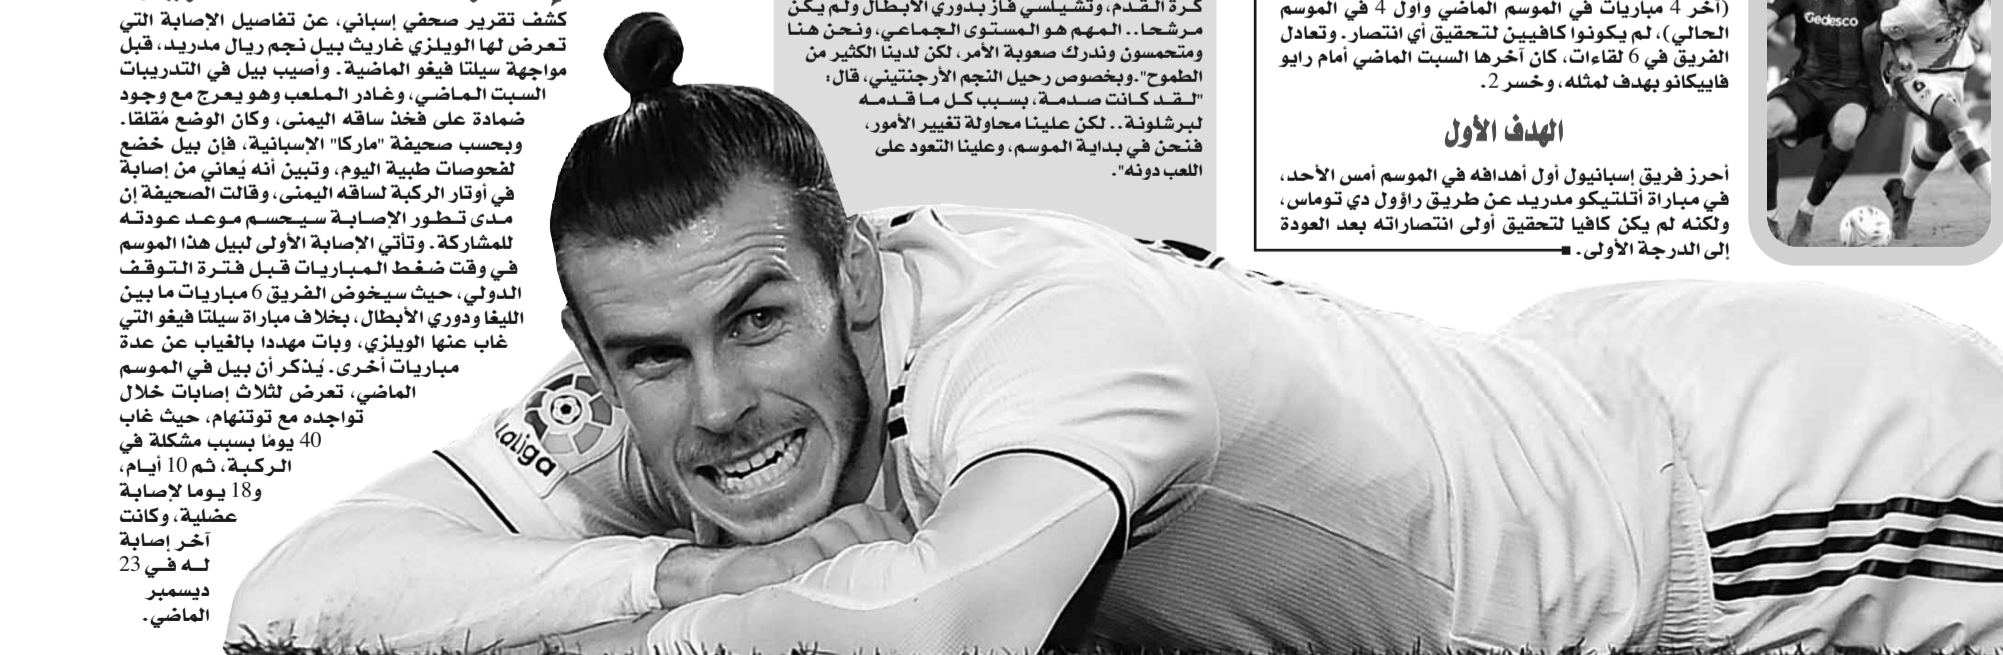 (آخر 4 مباريات في الموسم الماضي وأول 4 في الموسم
الحالي)، لم يكونوا كافيين لتحقيق أي انتصار. وتعادل
الفريق في 6 لقاءات، كان آخرها السبت الماضي أمام رايو
فاييكانو بهدف لمثله، وخسر 2.
الهدف الأول
أحرز فريق إسبانيول أول أهدافه في الموسم أمس الأحد،
في مباراة أتلتيكو مدريد عن طريق راؤول دي توماس،
ولكنه لم يكن كافيا لتحقيق أولى انتصاراته بعد العودة
إلى الدرجة الأولى.
كرة القدم، وتشيلسي فاز بدوري الأبطال ولم يكن
مرشحا.. المهم هو المستوى الجماعي، ونحن هنا
ومتحمسون وندرك صعوبة الأمر، لكن لدينا الكثير من
الطموح".وبخصوص رحيل النجم الأرجنتيني، قال:
"لقد كانت صدمة، بسبب كل ما قدمه
لبرشلونة.. لكن علينا محاولة تغيير الأمور،
فنحن في بداية الموسم، وعلينا التعود على
اللعب دونه".
كشف تقرير صحفي إسباني، عن تفاصيل الإصابة التي
تعرض لها الويلزي غاريث بيل نجم ريال مدريد، قبل
مواجهة سيلتا فيغو الماضية. وأصيب بيل في التدريبات
السبت الماضي، وغادر الملعب وهو يعرج مع وجود
ضمادة على فخذ ساقه اليمنى، وكان الوضع مُقلقا.
وبحسب صحيفة "ماركا" الإسبانية، فإن بيل خضع
لفحوصات طبية اليوم، وتبين أنه يُعاني من إصابة
في أوتار الركبة لساقه اليمنى، وقالت الصحيفة إن
مدى تطور الإصابة سيحسم موعد عودته
للمشاركة. وتأتي الإصابة الأولى لبيل هذا الموسم
في وقت ضغط المباريات قبل فترة التوقف
الدولي، حيث سيخوض الفريق 6 مباريات ما بين
الليغا ودوري الأبطال، بخلاف مباراة سيلتا فيغو التي
غاب عنها الويلزي، وبات مهددا بالغياب عن عدة
مباريات أخرى. يُذكر أن بيل في الموسم
الماضي، تعرض لثلاث إصابات خلال
تواجده مع توتنهام، حيث غاب
40 يومًا بسبب مشكلة في
الركبة، ثم 10 أيام،
و18 يوما لإصابة
عضلية، وكانت
آخر إصابة
له في 23
ديسمبر
الماضي.
Gedesco
LaLiga